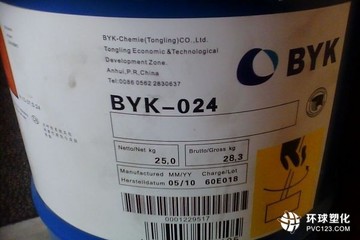 BYK-Chemie(Tongling)CO.,Ltd.
Tongling Economic &Technological
Development Zone.
Anhui,P.R.China
Tel:0086 0562 2830637
BYK
BYK-024
Netto/Net kg
25,0
Brutto/Gross kg
28,3
Manufactured MM/YY Charge/Lot
Herstelldatum 05/10 60E018
0001229517
环球塑化
PVC123.COM